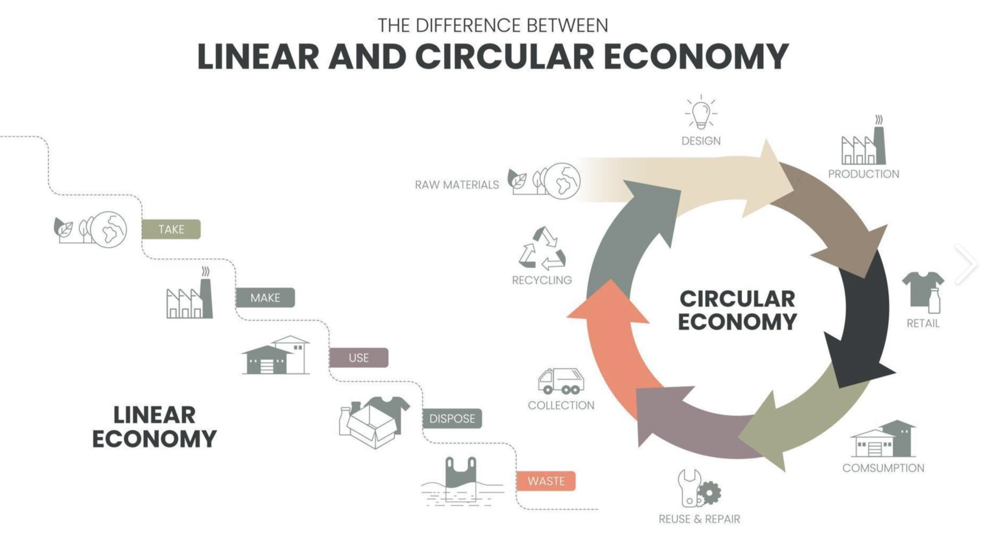 THE DIFFERENCE BETWEEN
LINEAR AND CIRCULAR ECONOMY
TAKE
MAKE
USE
DISPOSE
WASTE
LINEAR
ECONOMY
RAW MATERIALS
DESIGN
PRODUCTION
RETAIL
COMSUMPTION
REUSE & REPAIR
COLLECTION
RECYCLING
CIRCULAR
ECONOMY